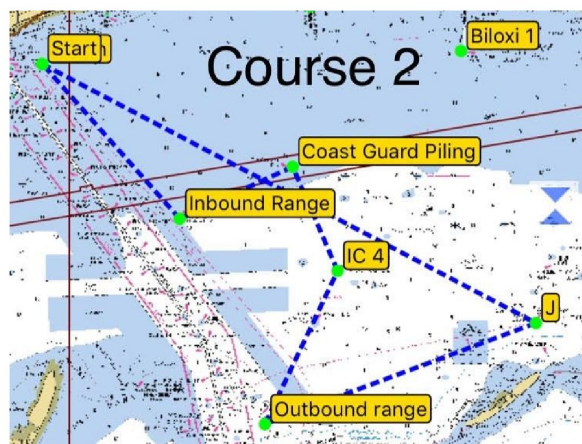 Start
Biloxi 1
Course 2
Coast Guard Piling
Inbound Range
IC 4
J
Outbound range